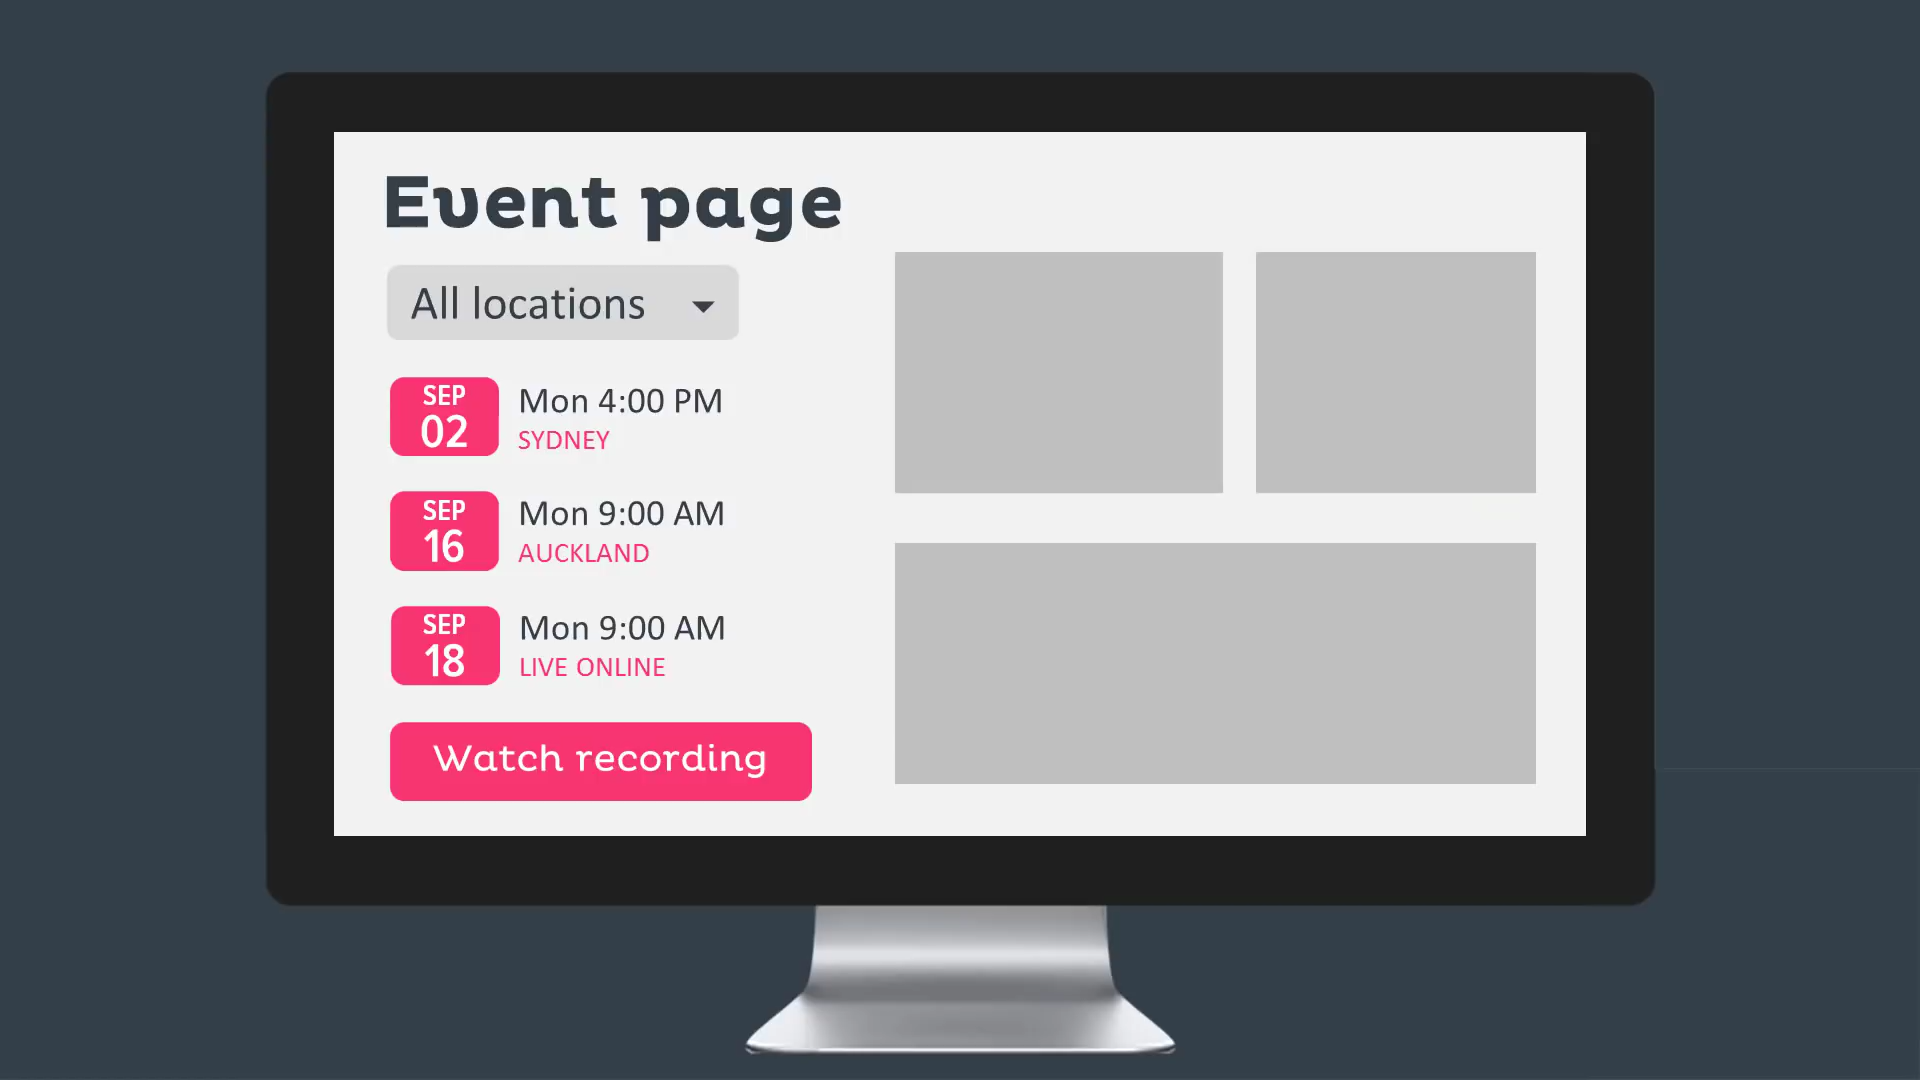 Event page
All locations
SEP
02
Mon 4:00 PM
SYDNEY
SEP
16
Mon 9:00 AM
AUCKLAND
SEP
18
Mon 9:00 AM
LIVE ONLINE
Watch recording